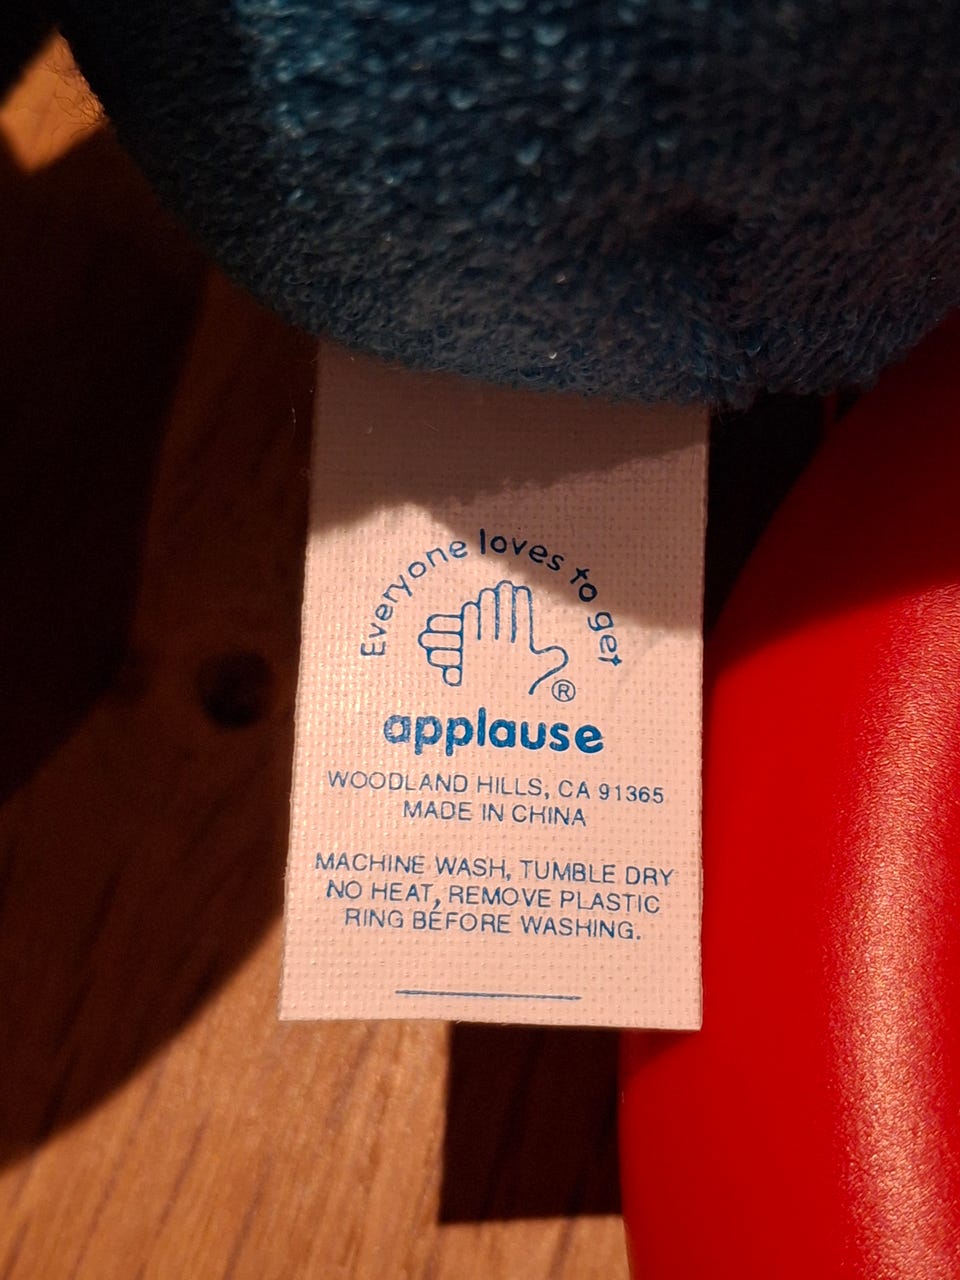 Everyone loves to get
®
applause
WOODLAND HILLS, CA 91365
MADE IN CHINA
MACHINE WASH, TUMBLE DRY
NO HEAT, REMOVE PLASTIC
RING BEFORE WASHING.